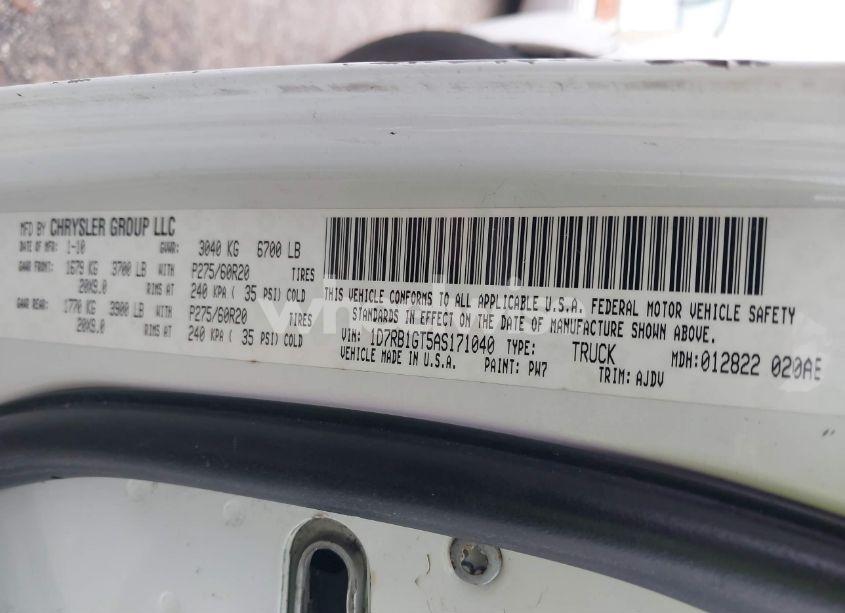 MFD BY CHRYSLER GROUP LLC
DATE OF MFR: 1-10 GVWR: 3040 KG 6700 LB
GAWR FRONT: 1679 KG 3700 LB WITH P275/60R20 TIRES
20X9.0 RIMS AT 240 KPA ( 35 PSI) COLD
GAWR REAR: 1770 KG 3900 LB WITH P275/60R20 TIRES
20X9.0 RIMS AT 240 KPA ( 35 PSI) COLD
THIS VEHICLE CONFORMS TO ALL APPLICABLE U.S.A. FEDERAL MOTOR VEHICLE SAFETY
STANDARDS IN EFFECT ON THE DATE OF MANUFACTURE SHOWN ABOVE.
VIN: 1D7RB1GT5AS171040 TYPE: TRUCK MDH:012822 020AE
VEHICLE MADE IN U.S.A. PAINT: PW7 TRIM: AJDV